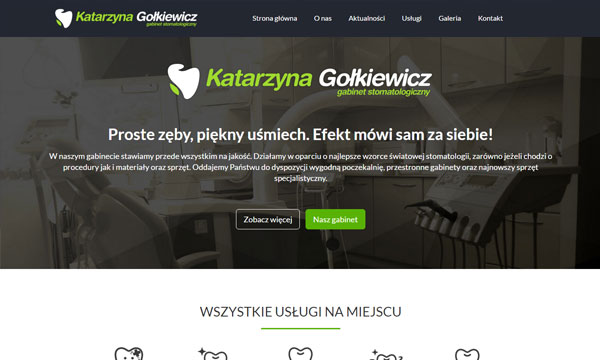 Katarzyna Gołkiewicz
gabinet stomatologiczny
Strona główna O nas Aktualności Usługi Galeria Kontakt
Katarzyna Gołkiewicz
gabinet stomatologiczny
Proste zęby, piękny uśmiech. Efekt mówi sam za siebie!
W naszym gabinecie stawiamy przede wszystkim na jakość. Działamy w oparciu o najlepsze wzorce światowej stomatologii, zarówno jeżeli chodzi o
procedury jak i materiały oraz sprzęt. Oddajemy Państwu do dyspozycji wygodną poczekalnię, przestronne gabinety oraz najnowszy sprzęt
specjalistyczny.
Zobacz więcej Nasz gabinet
WSZYSTKIE USŁUGI NA MIEJSCU